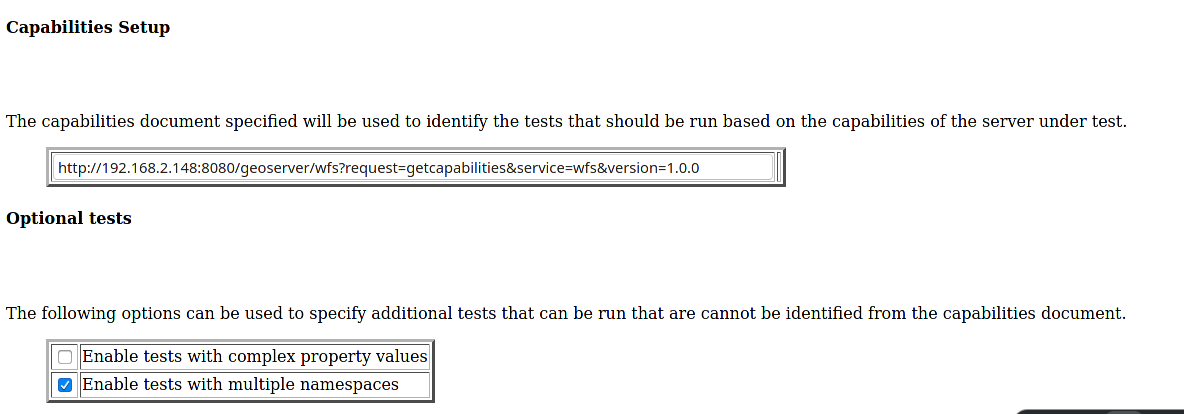 Capabilities Setup
The capabilities document specified will be used to identify the tests that should be run based on the capabilities of the server under test.
http://192.168.2.148:8080/geoserver/wfs?request=getcapabilities&service=wfs&version=1.0.0
Optional tests
The following options can be used to specify additional tests that can be run that are cannot be identified from the capabilities document.
Enable tests with complex property values
Enable tests with multiple namespaces